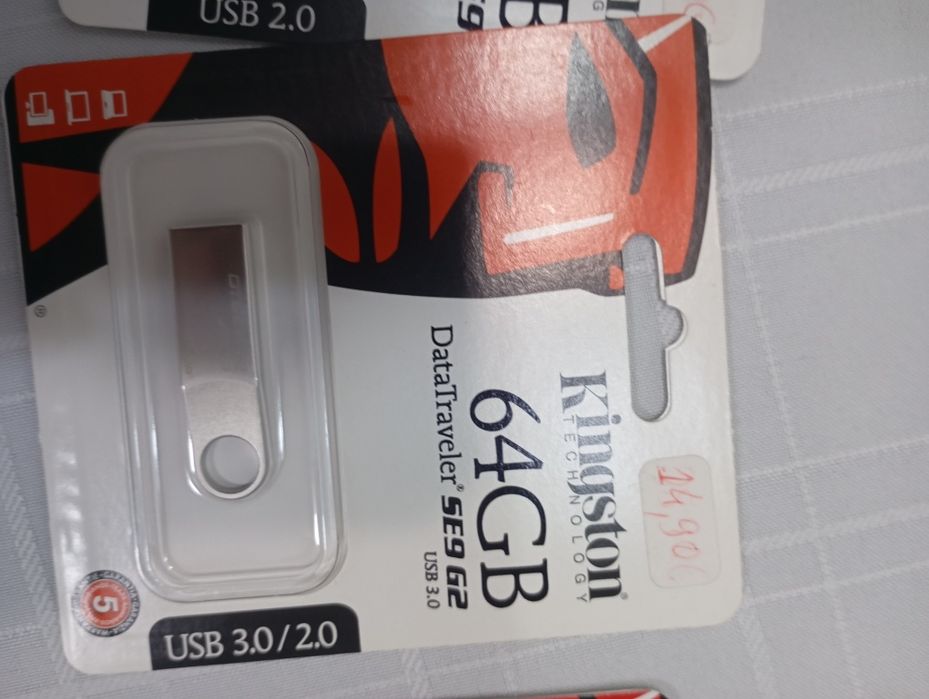 USB 2.0
Kingston®
TECHNOLOGY
14,90€
64GB
DataTraveler® SE9 G2
USB 3.0
5
USB 3.0 / 2.0